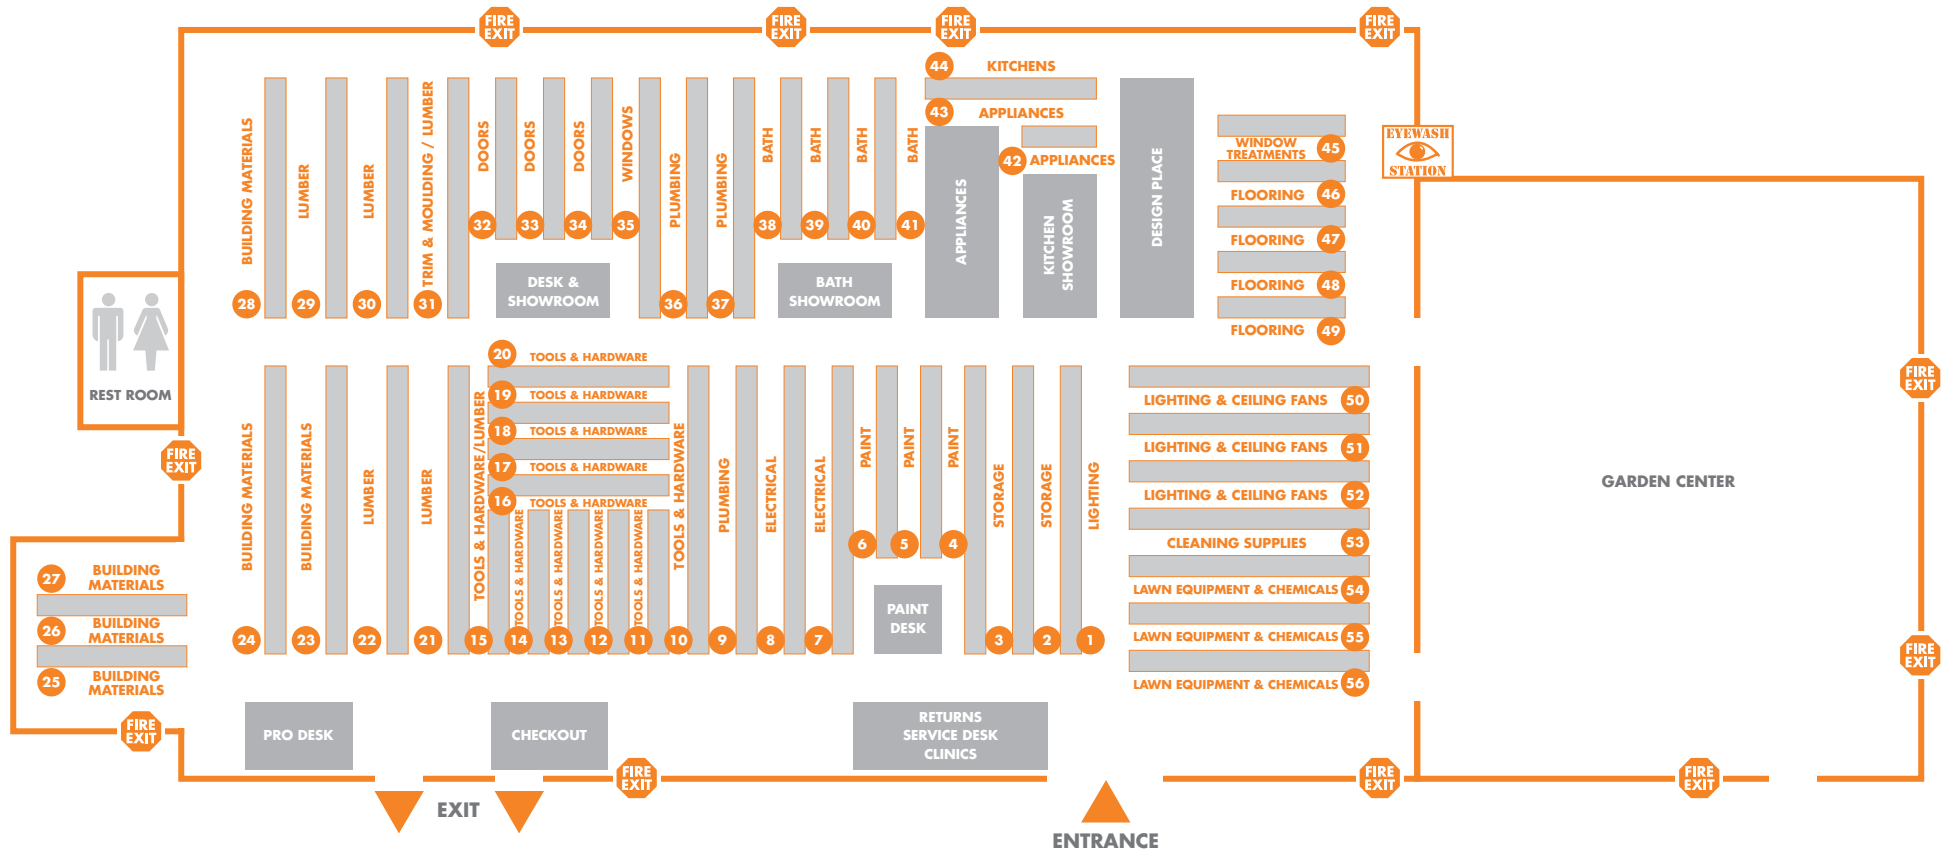 FIRE
EXIT
FIRE
EXIT
FIRE
EXIT
FIRE
EXIT
44 KITCHENS
43 APPLIANCES
42 APPLIANCES
BUILDING MATERIALS
28
LUMBER
29
LUMBER
30
TRIM & MOULDING / LUMBER
31
DOORS
32
DOORS
33
DOORS
34
WINDOWS
35
PLUMBING
36
PLUMBING
37
BATH
38
BATH
39
BATH
40
BATH
41
DESK &
SHOWROOM
BATH
SHOWROOM
APPLIANCES
KITCHEN
SHOWROOM
DESIGN PLACE
WINDOW
TREATMENTS 45
FLOORING 46
FLOORING 47
FLOORING 48
FLOORING 49
EYEWASH
STATION
REST ROOM
FIRE
EXIT
20 TOOLS & HARDWARE
19 TOOLS & HARDWARE
18 TOOLS & HARDWARE
17 TOOLS & HARDWARE
16 TOOLS & HARDWARE
BUILDING MATERIALS
24
BUILDING MATERIALS
23
LUMBER
22
LUMBER
21
TOOLS & HARDWARE/LUMBER
15
TOOLS & HARDWARE
14
TOOLS & HARDWARE
13
TOOLS & HARDWARE
12
TOOLS & HARDWARE
11
TOOLS & HARDWARE
10
PLUMBING
9
ELECTRICAL
8
ELECTRICAL
7
PAINT
6
PAINT
5
PAINT
4
STORAGE
3
STORAGE
2
LIGHTING
1
PAINT
DESK
LIGHTING & CEILING FANS 50
LIGHTING & CEILING FANS 51
LIGHTING & CEILING FANS 52
CLEANING SUPPLIES 53
LAWN EQUIPMENT & CHEMICALS 54
LAWN EQUIPMENT & CHEMICALS 55
LAWN EQUIPMENT & CHEMICALS 56
GARDEN CENTER
FIRE
EXIT
FIRE
EXIT
27 BUILDING
MATERIALS
26 BUILDING
MATERIALS
25 BUILDING
MATERIALS
FIRE
EXIT
PRO DESK
CHECKOUT
RETURNS
SERVICE DESK
CLINICS
FIRE
EXIT
FIRE
EXIT
FIRE
EXIT
EXIT
ENTRANCE